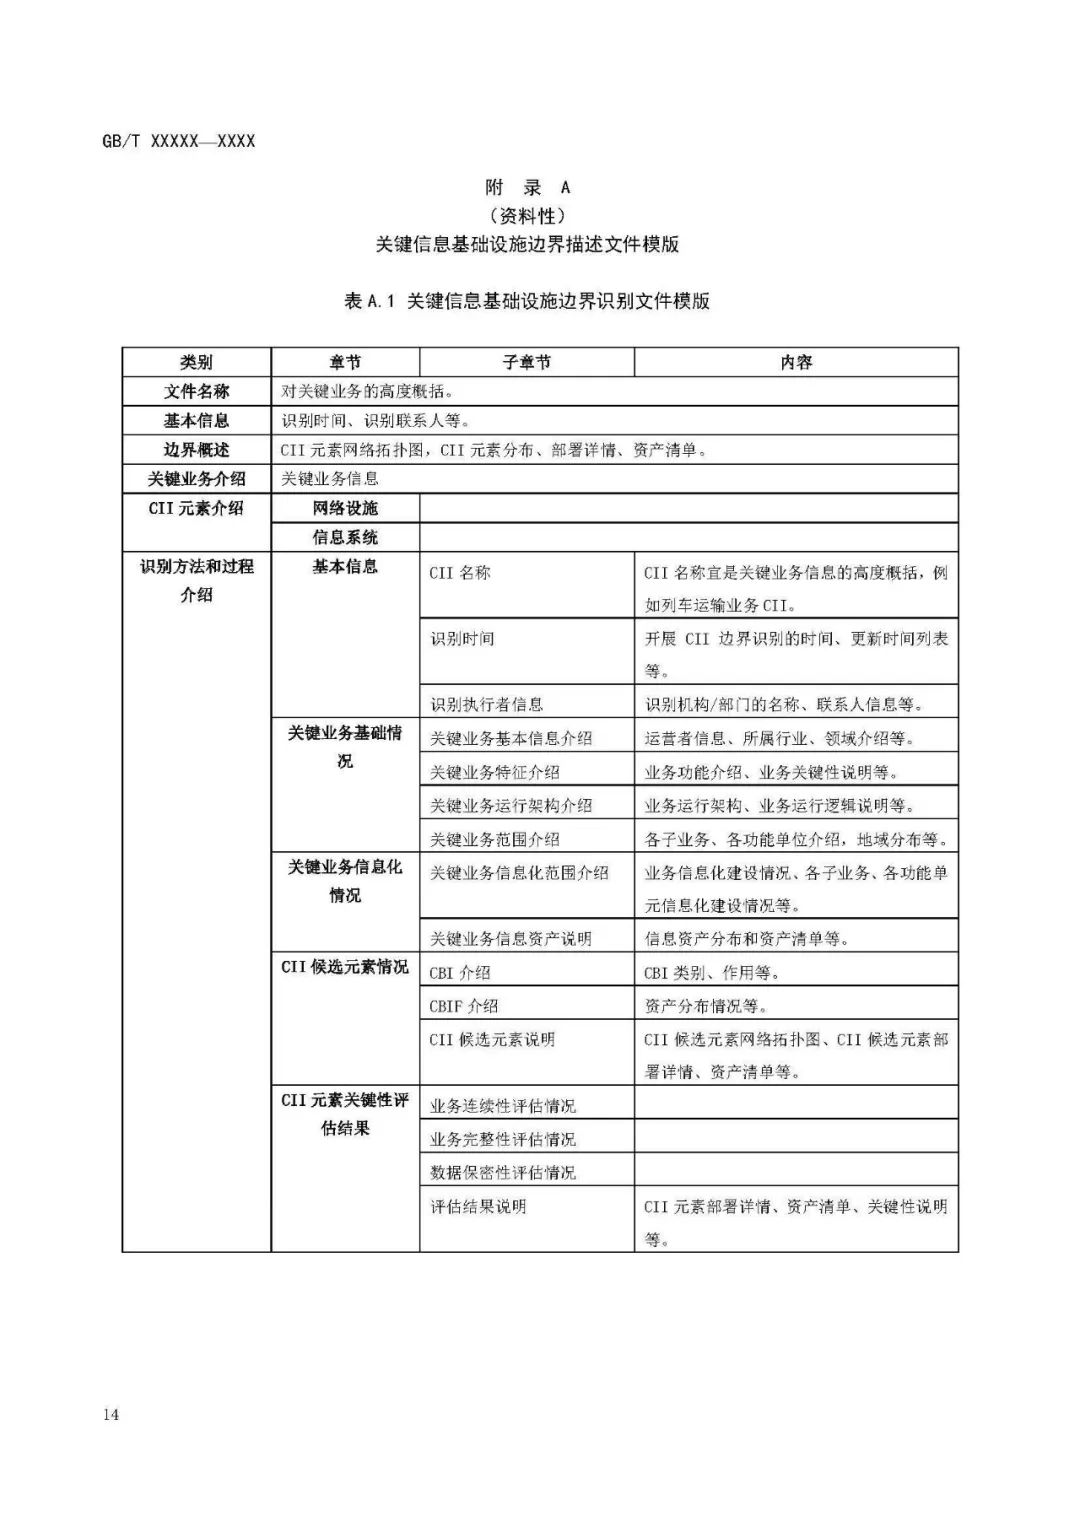 GB/T XXXXX—XXXX
附 录 A
（资料性）
关键信息基础设施边界描述文件模版
表 A.1 关键信息基础设施边界识别文件模版
类别 章节 子章节 内容
文件名称 对关键业务的高度概括。
基本信息 识别时间、识别联系人等。
边界概述 CII 元素网络拓扑图，CII 元素分布、部署详情、资产清单。
关键业务介绍 关键业务信息
CII 元素介绍 网络设施
信息系统
识别方法和过程
介绍
基本信息
CII 名称
CII 名称宜是关键业务信息的高度概括，例
如列车运输业务 CII。
识别时间
开展 CII 边界识别的时间、更新时间列表
等。
识别执行者信息 识别机构/部门的名称、联系人信息等。
关键业务基础情
况
关键业务基本信息介绍 运营者信息、所属行业、领域介绍等。
关键业务特征介绍 业务功能介绍、业务关键性说明等。
关键业务运行架构介绍 业务运行架构、业务运行逻辑说明等。
关键业务范围介绍 各子业务、各功能单位介绍，地域分布等。
关键业务信息化
情况
关键业务信息化范围介绍
业务信息化建设情况、各子业务、各功能单
元信息化建设情况等。
关键业务信息资产说明 信息资产分布和资产清单等。
CII 候选元素情况
CBI 介绍 CBI 类别、作用等。
CBIF 介绍 资产分布情况等。
CII 候选元素说明
CII 候选元素网络拓扑图、CII 候选元素部
署详情、资产清单等。
CII 元素关键性评
估结果
业务连续性评估情况
业务完整性评估情况
数据保密性评估情况
评估结果说明
CII 元素部署详情、资产清单、关键性说明
等。
14